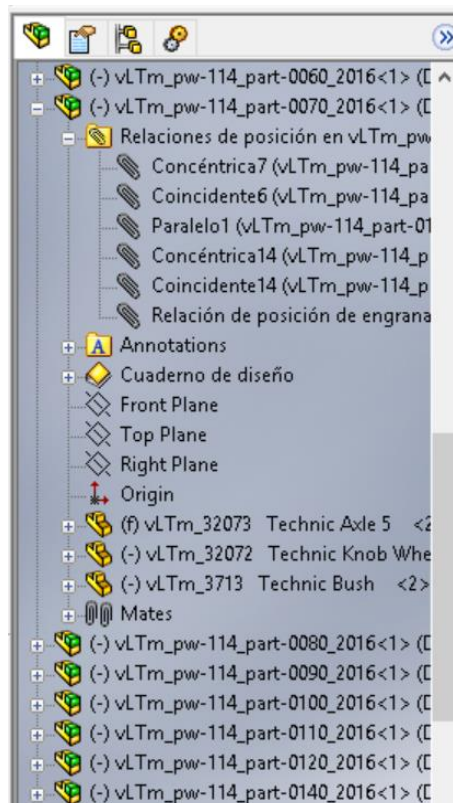 (-) vLTm_pw-114_part-0060_2016<1> (D
(-) vLTm_pw-114_part-0070_2016<1> (D
Relaciones de posición en vLTm_pw
Concéntrica7 (vLTm_pw-114_pa
Coincidente6 (vLTm_pw-114_pa
Paralelo1 (vLTm_pw-114_part-01
Concéntrica14 (vLTm_pw-114_p
Coincidente14 (vLTm_pw-114_p
Relación de posición de engrana
A Annotations
Cuaderno de diseño
Front Plane
Top Plane
Right Plane
Origin
(f) vLTm_32073 Technic Axle 5 <2
(-) vLTm_32072 Technic Knob Whe
(-) vLTm_3713 Technic Bush <2>
Mates
(-) vLTm_pw-114_part-0080_2016<1> (D
(-) vLTm_pw-114_part-0090_2016<1> (D
(-) vLTm_pw-114_part-0100_2016<1> (D
(-) vLTm_pw-114_part-0110_2016<1> (D
(-) vLTm_pw-114_part-0120_2016<1> (D
(-) vLTm_pw-114_part-0140_2016<1> (D